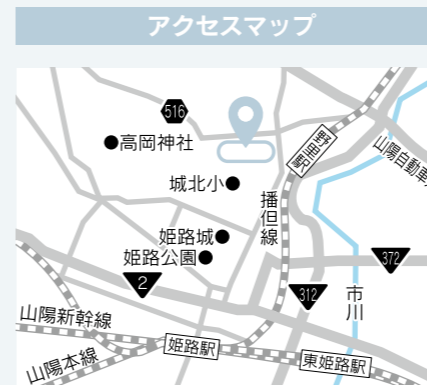 アクセスマップ
516
高岡神社
野里駅
山陽自動車
城北小
播但線
姫路城
姫路公園
372
2
312
市川
山陽新幹線
姫路駅
東姫路駅
山陽本線